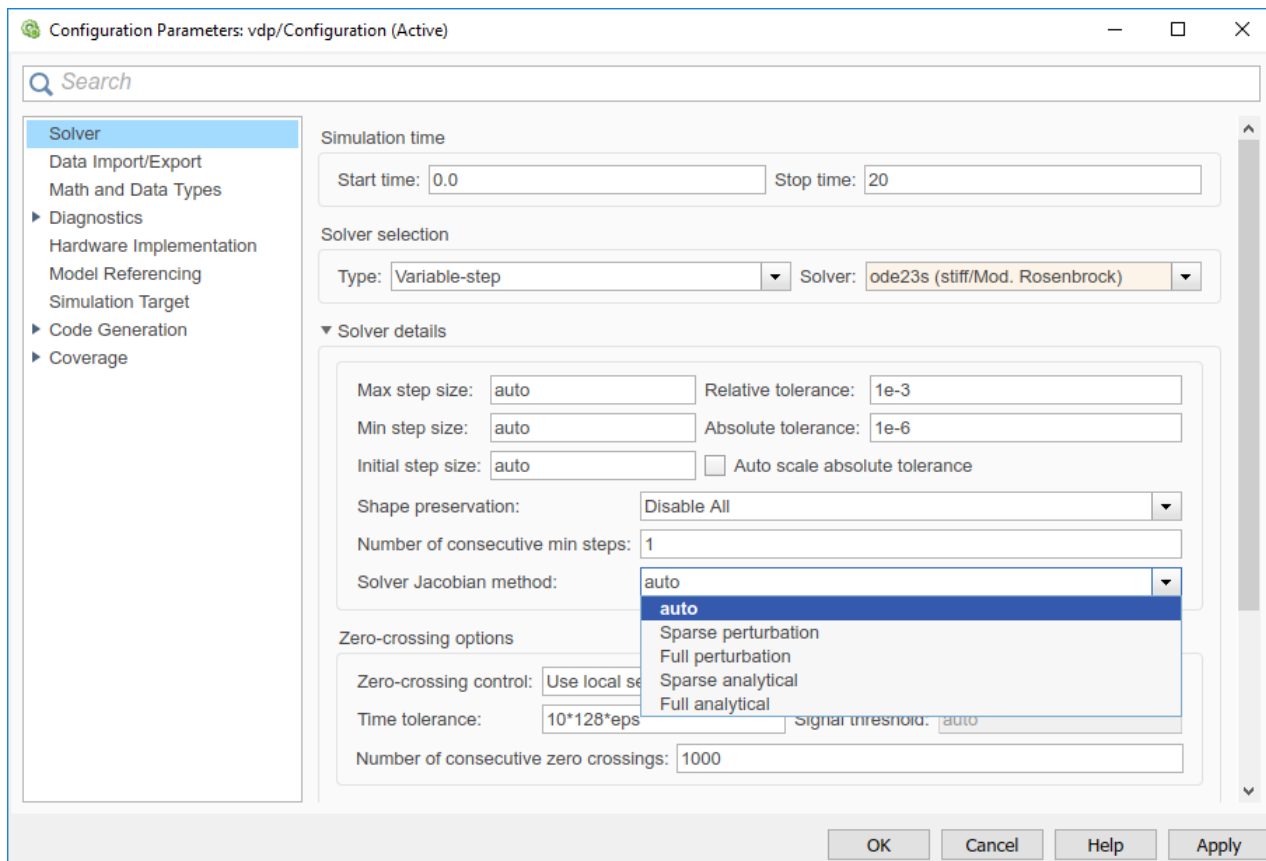 Configuration Parameters: vdp/Configuration (Active)
Search
Solver
Data Import/Export
Math and Data Types
Diagnostics
Hardware Implementation
Model Referencing
Simulation Target
Code Generation
Coverage
Simulation time
Start time: 0.0 Stop time: 20
Solver selection
Type: Variable-step Solver: ode23s (stiff/Mod. Rosenbrock)
Solver details
Max step size: auto Relative tolerance: 1e-3
Min step size: auto Absolute tolerance: 1e-6
Initial step size: auto Auto scale absolute tolerance
Shape preservation: Disable All
Number of consecutive min steps: 1
Solver Jacobian method: auto
auto
Sparse perturbation
Full perturbation
Sparse analytical
Full analytical
Zero-crossing options
Zero-crossing control: Use local se
Time tolerance: 10*128*eps Signal threshold: auto
Number of consecutive zero crossings: 1000
OK Cancel Help Apply